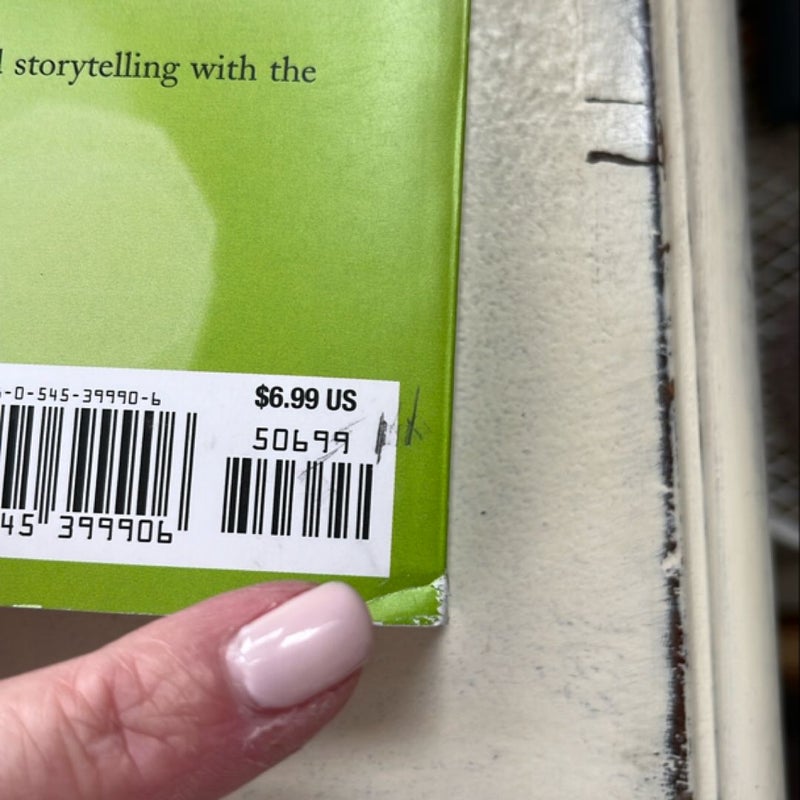 storytelling with the
-0-545-39990-6
$6.99 US
50699
45 399906